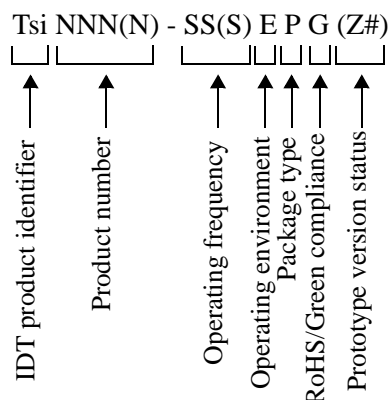 Tsi NNN(N) - SS(S) E P G (Z#)
IDT product identifier
Product number
Operating frequency
Operating environment
Package type
RoHS/Green compliance
Prototype version status